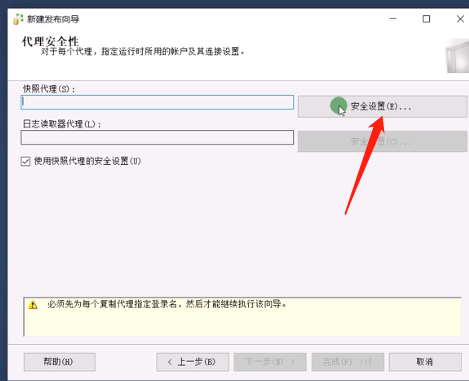 新建发布向导
代理安全性
对于每个代理，指定运行时所用的帐户及其连接设置。
快照代理(S)：
安全设置(E)...
日志读取器代理(L)：
安全设置(C)...
使用快照代理的安全设置(U)
必须先为每个复制代理指定登录名，然后才能继续执行该向导。
帮助(H)
< 上一步(B)
下一步(N) >
完成(F) >>|
取消